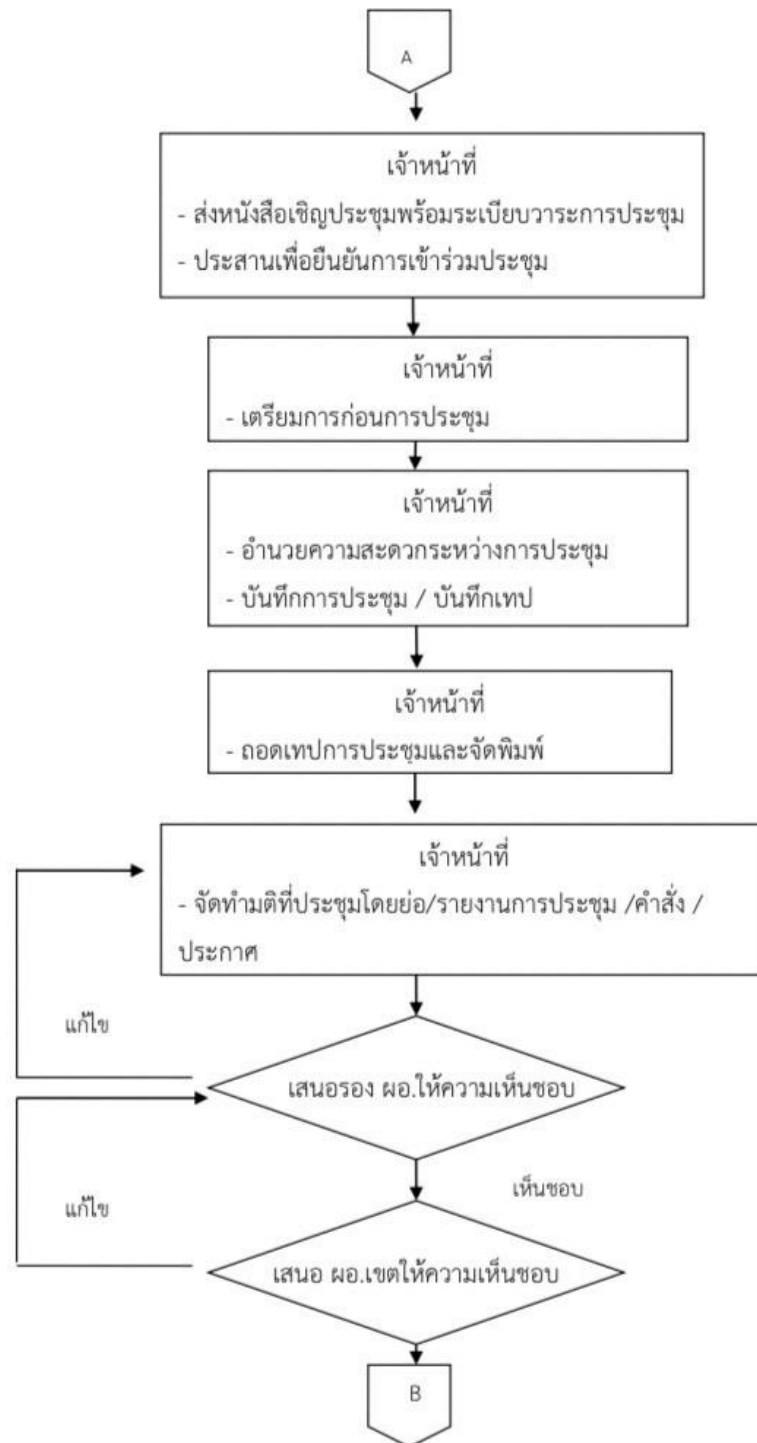 A
เจ้าหน้าที่
- ส่งหนังสือเชิญประชุมพร้อมระเบียบวาระการประชุม
- ประสานเพื่อยืนยันการเข้าร่วมประชุม
เจ้าหน้าที่
- เตรียมการก่อนการประชุม
เจ้าหน้าที่
- อำนวยความสะดวกระหว่างการประชุม
- บันทึกการประชุม / บันทึกเทป
เจ้าหน้าที่
- ถอดเทปการประชุมและจัดพิมพ์
เจ้าหน้าที่
- จัดทำมติที่ประชุมโดยย่อ/รายงานการประชุม /คำสั่ง /
ประกาศ
แก้ไข
เสนอรอง ผอ.ให้ความเห็นชอบ
เห็นชอบ
แก้ไข
เสนอ ผอ.เขตให้ความเห็นชอบ
B